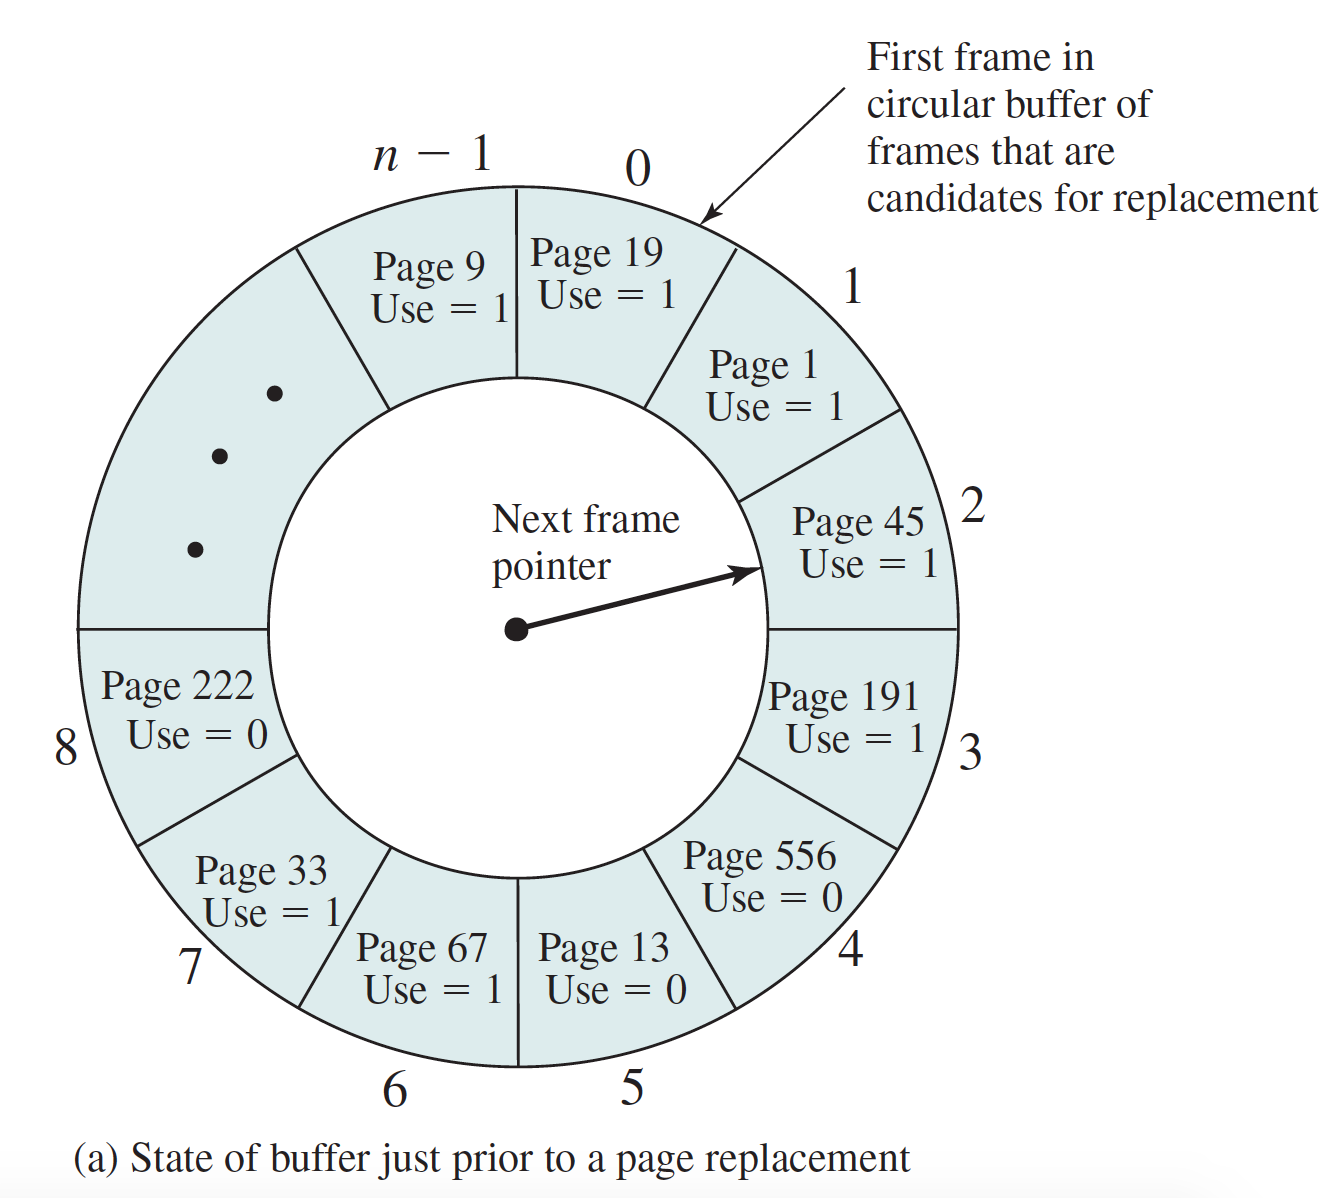 First frame in
circular buffer of
frames that are
candidates for replacement
n − 1
0
Page 9
Use = 1
Page 19
Use = 1
1
Page 1
Use = 1
2
Page 45
Use = 1
Next frame
pointer
Page 191
Use = 1
3
Page 556
Use = 0
4
Page 13
Use = 0
5
Page 67
Use = 1
6
Page 33
Use = 1
7
Page 222
Use = 0
8
(a) State of buffer just prior to a page replacement